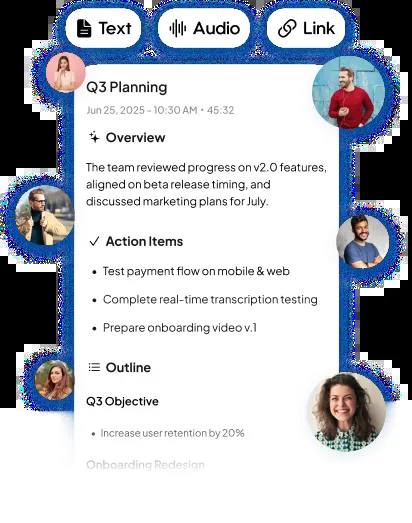 Text Audio Link
Q3 Planning
Jun 25, 2025 - 10:30 AM • 45:32
Overview
The team reviewed progress on v2.0 features,
aligned on beta release timing, and
discussed marketing plans for July.
Action Items
• Test payment flow on mobile & web
• Complete real-time transcription testing
• Prepare onboarding video v.1
Outline
Q3 Objective
• Increase user retention by 20%
Onboarding Redesign